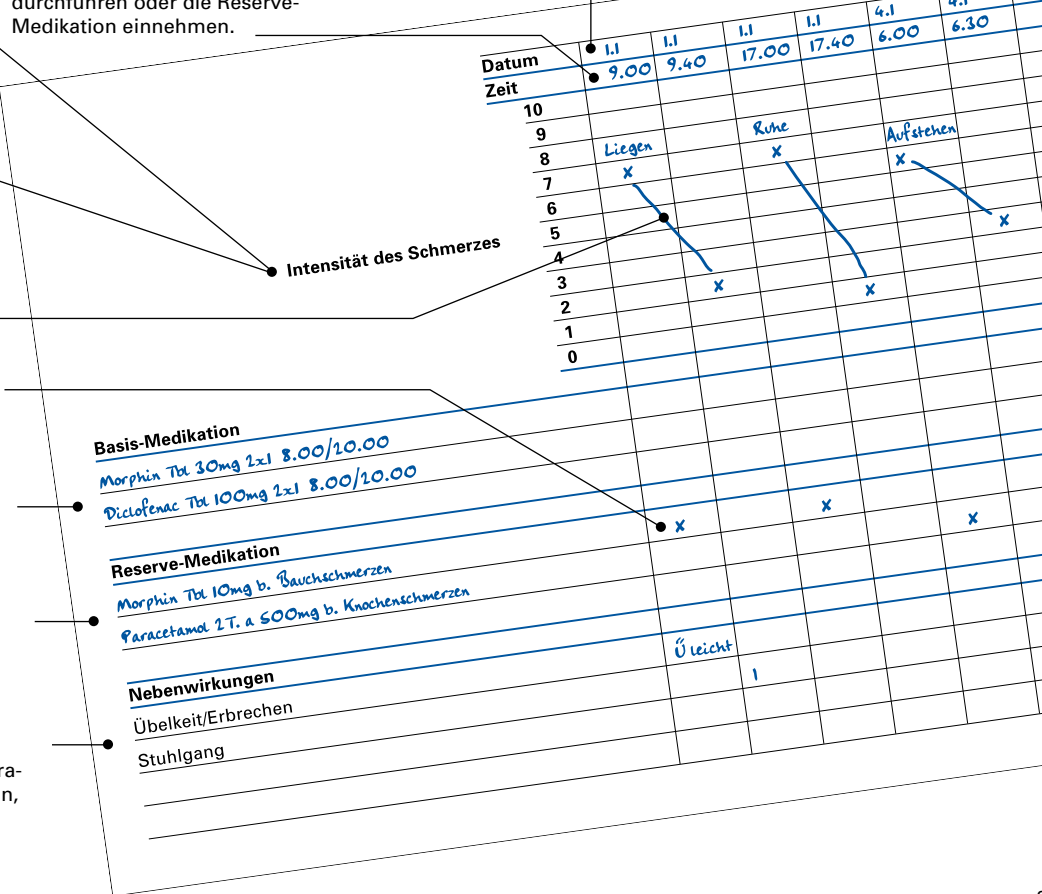 durchführen oder die Reserve-
Medikation einnehmen.
Datum 1.1 1.1 1.1 1.1 4.1
Zeit 9.00 9.40 17.00 17.40 6.00 6.30
10
9
8
7
6
5
4
3
2
1
0
Liegen x
x
Ruhe x
x
Aufstehen x
x
Intensität des Schmerzes
Basis-Medikation
Morphin Tbl 30mg 2x1 8.00/20.00
Diclofenac Tbl 100mg 2x1 8.00/20.00
Reserve-Medikation
Morphin Tbl 10mg b. Bauchschmerzen x x
Paracetamol 2T. a 500mg b. Knochenschmerzen x
Nebenwirkungen
Übelkeit/Erbrechen Ü leicht
Stuhlgang I
ra-
n,